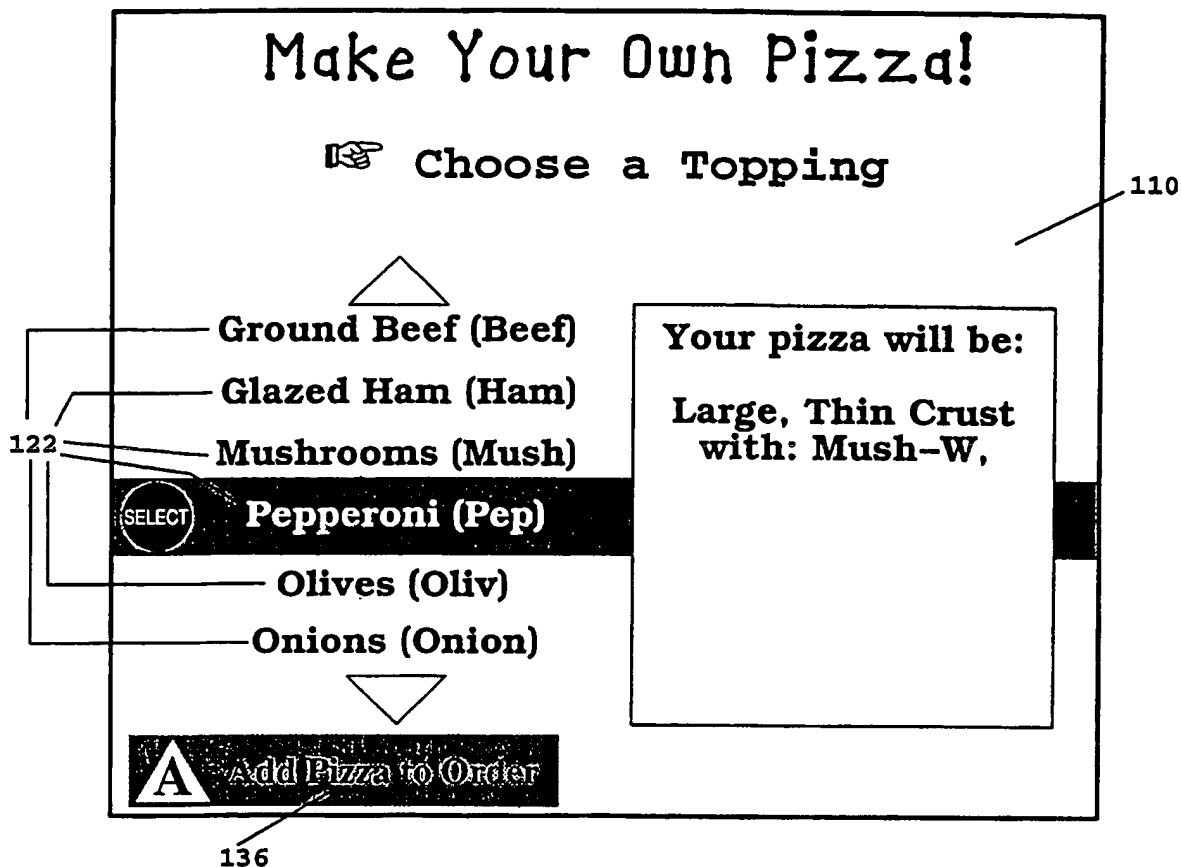 Make Your Own Pizza!
☞ Choose a Topping
110
Ground Beef (Beef)
Glazed Ham (Ham)
122
Mushrooms (Mush)
SELECT Pepperoni (Pep)
Olives (Oliv)
Onions (Onion)
Your pizza will be:
Large, Thin Crust
with: Mush-W,
A Add Pizza to Order
136